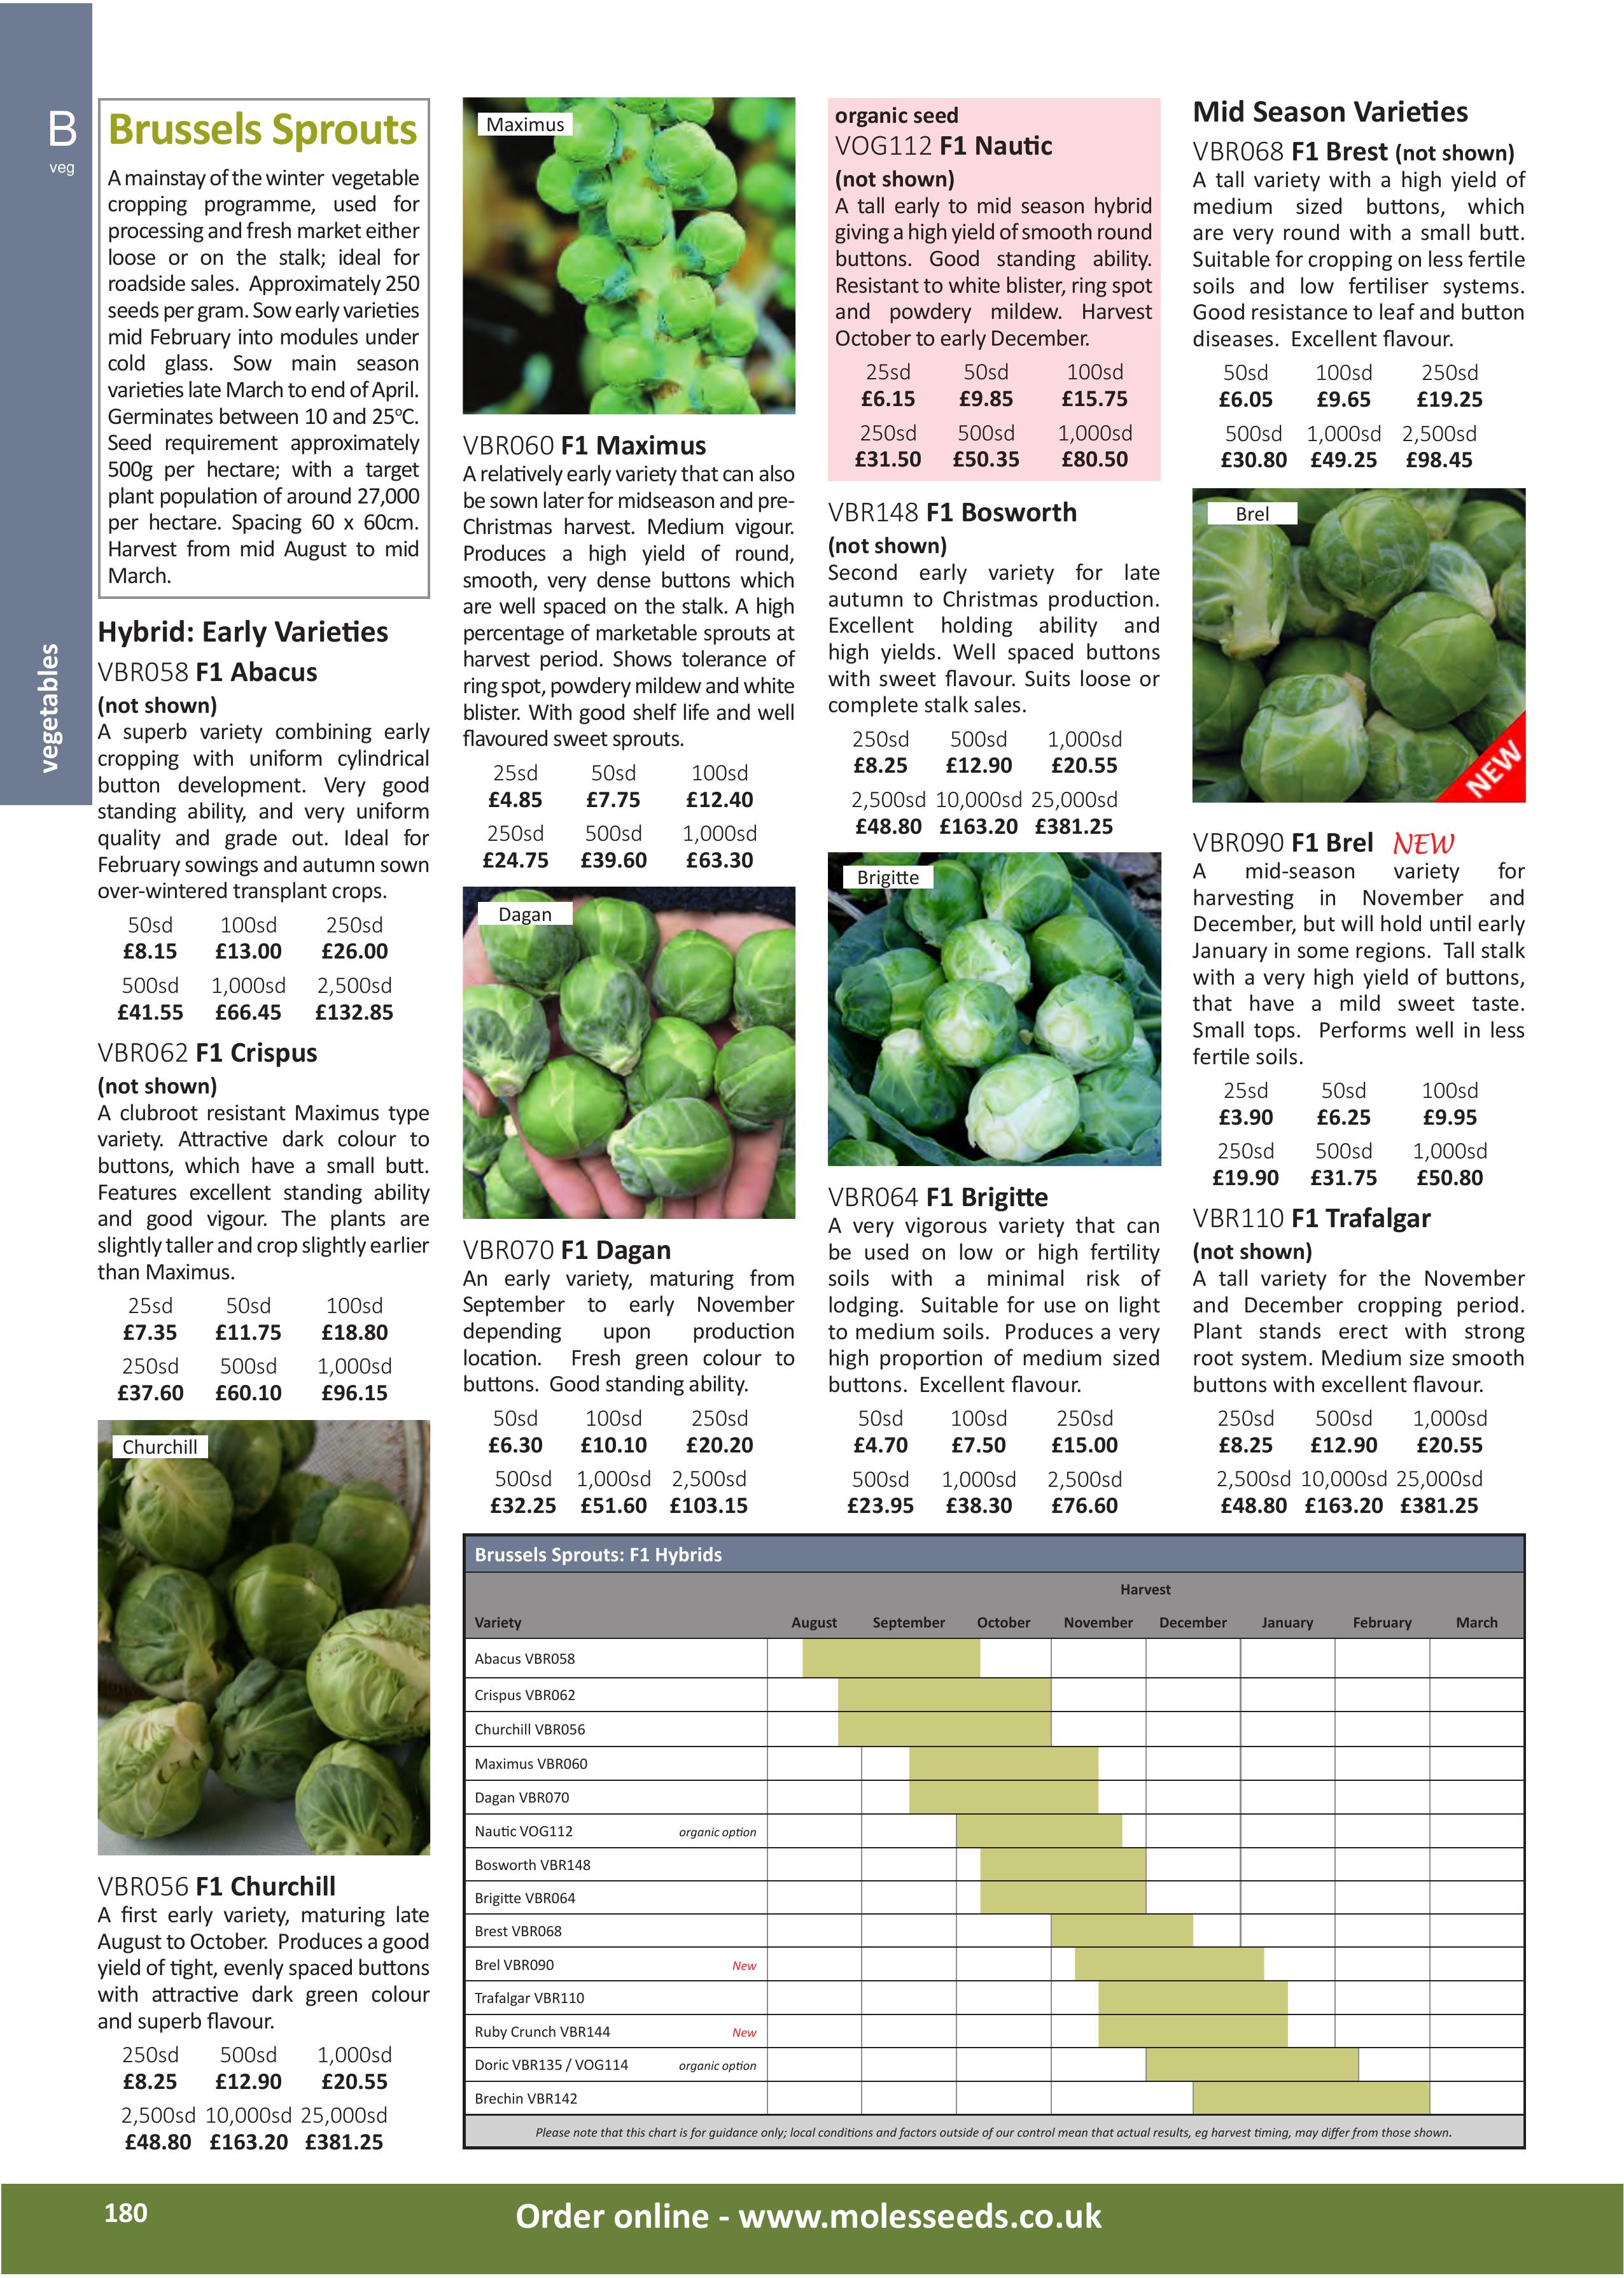 B
veg
vegetables
Brussels Sprouts
A mainstay of the winter vegetable
cropping programme, used for
processing and fresh market either
loose or on the stalk; ideal for
roadside sales. Approximately 250
seeds per gram. Sow early varieties
mid February into modules under
cold glass. Sow main season
varieties late March to end of April.
Germinates between 10 and 25ºC.
Seed requirement approximately
500g per hectare; with a target
plant population of around 27,000
per hectare. Spacing 60 x 60cm.
Harvest from mid August to mid
March.
Hybrid: Early Varieties
VBR058 F1 Abacus
(not shown)
A superb variety combining early
cropping with uniform cylindrical
button development. Very good
standing ability, and very uniform
quality and grade out. Ideal for
February sowings and autumn sown
over-wintered transplant crops.
50sd 100sd 250sd
£8.15 £13.00 £26.00
500sd 1,000sd 2,500sd
£41.55 £66.45 £132.85
VBR062 F1 Crispus
(not shown)
A clubroot resistant Maximus type
variety. Attractive dark colour to
buttons, which have a small butt.
Features excellent standing ability
and good vigour. The plants are
slightly taller and crop slightly earlier
than Maximus.
25sd 50sd 100sd
£7.35 £11.75 £18.80
250sd 500sd 1,000sd
£37.60 £60.10 £96.15
Churchill
VBR056 F1 Churchill
A first early variety, maturing late
August to October. Produces a good
yield of tight, evenly spaced buttons
with attractive dark green colour
and superb flavour.
250sd 500sd 1,000sd
£8.25 £12.90 £20.55
2,500sd 10,000sd 25,000sd
£48.80 £163.20 £381.25
Maximus
VBR060 F1 Maximus
A relatively early variety that can also
be sown later for midseason and pre-
Christmas harvest. Medium vigour.
Produces a high yield of round,
smooth, very dense buttons which
are well spaced on the stalk. A high
percentage of marketable sprouts at
harvest period. Shows tolerance of
ring spot, powdery mildew and white
blister. With good shelf life and well
flavoured sweet sprouts.
25sd 50sd 100sd
£4.85 £7.75 £12.40
250sd 500sd 1,000sd
£24.75 £39.60 £63.30
Dagan
VBR070 F1 Dagan
An early variety, maturing from
September to early November
depending upon production
location. Fresh green colour to
buttons. Good standing ability.
50sd 100sd 250sd
£6.30 £10.10 £20.20
500sd 1,000sd 2,500sd
£32.25 £51.60 £103.15
organic seed
VOG112 F1 Nautic
(not shown)
A tall early to mid season hybrid
giving a high yield of smooth round
buttons. Good standing ability.
Resistant to white blister, ring spot
and powdery mildew. Harvest
October to early December.
25sd 50sd 100sd
£6.15 £9.85 £15.75
250sd 500sd 1,000sd
£31.50 £50.35 £80.50
VBR148 F1 Bosworth
(not shown)
Second early variety for late
autumn to Christmas production.
Excellent holding ability and
high yields. Well spaced buttons
with sweet flavour. Suits loose or
complete stalk sales.
250sd 500sd 1,000sd
£8.25 £12.90 £20.55
2,500sd 10,000sd 25,000sd
£48.80 £163.20 £381.25
Brigitte
VBR064 F1 Brigitte
A very vigorous variety that can
be used on low or high fertility
soils with a minimal risk of
lodging. Suitable for use on light
to medium soils. Produces a very
high proportion of medium sized
buttons. Excellent flavour.
50sd 100sd 250sd
£4.70 £7.50 £15.00
500sd 1,000sd 2,500sd
£23.95 £38.30 £76.60
Mid Season Varieties
VBR068 F1 Brest (not shown)
A tall variety with a high yield of
medium sized buttons, which
are very round with a small butt.
Suitable for cropping on less fertile
soils and low fertiliser systems.
Good resistance to leaf and button
diseases. Excellent flavour.
50sd 100sd 250sd
£6.05 £9.65 £19.25
500sd 1,000sd 2,500sd
£30.80 £49.25 £98.45
Brel
NEW
VBR090 F1 Brel NEW
A mid-season variety for
harvesting in November and
December, but will hold until early
January in some regions. Tall stalk
with a very high yield of buttons,
that have a mild sweet taste.
Small tops. Performs well in less
fertile soils.
25sd 50sd 100sd
£3.90 £6.25 £9.95
250sd 500sd 1,000sd
£19.90 £31.75 £50.80
VBR110 F1 Trafalgar
(not shown)
A tall variety for the November
and December cropping period.
Plant stands erect with strong
root system. Medium size smooth
buttons with excellent flavour.
250sd 500sd 1,000sd
£8.25 £12.90 £20.55
2,500sd 10,000sd 25,000sd
£48.80 £163.20 £381.25
Brussels Sprouts: F1 Hybrids
Harvest
Variety August September October November December January February March
Abacus VBR058
Crispus VBR062
Churchill VBR056
Maximus VBR060
Dagan VBR070
Nautic VOG112 organic option
Bosworth VBR148
Brigitte VBR064
Brest VBR068
Brel VBR090 New
Trafalgar VBR110
Ruby Crunch VBR144 New
Doric VBR135 / VOG114 organic option
Brechin VBR142
Please note that this chart is for guidance only; local conditions and factors outside of our control mean that actual results, eg harvest timing, may differ from those shown.
180
Order online - www.molesseeds.co.uk